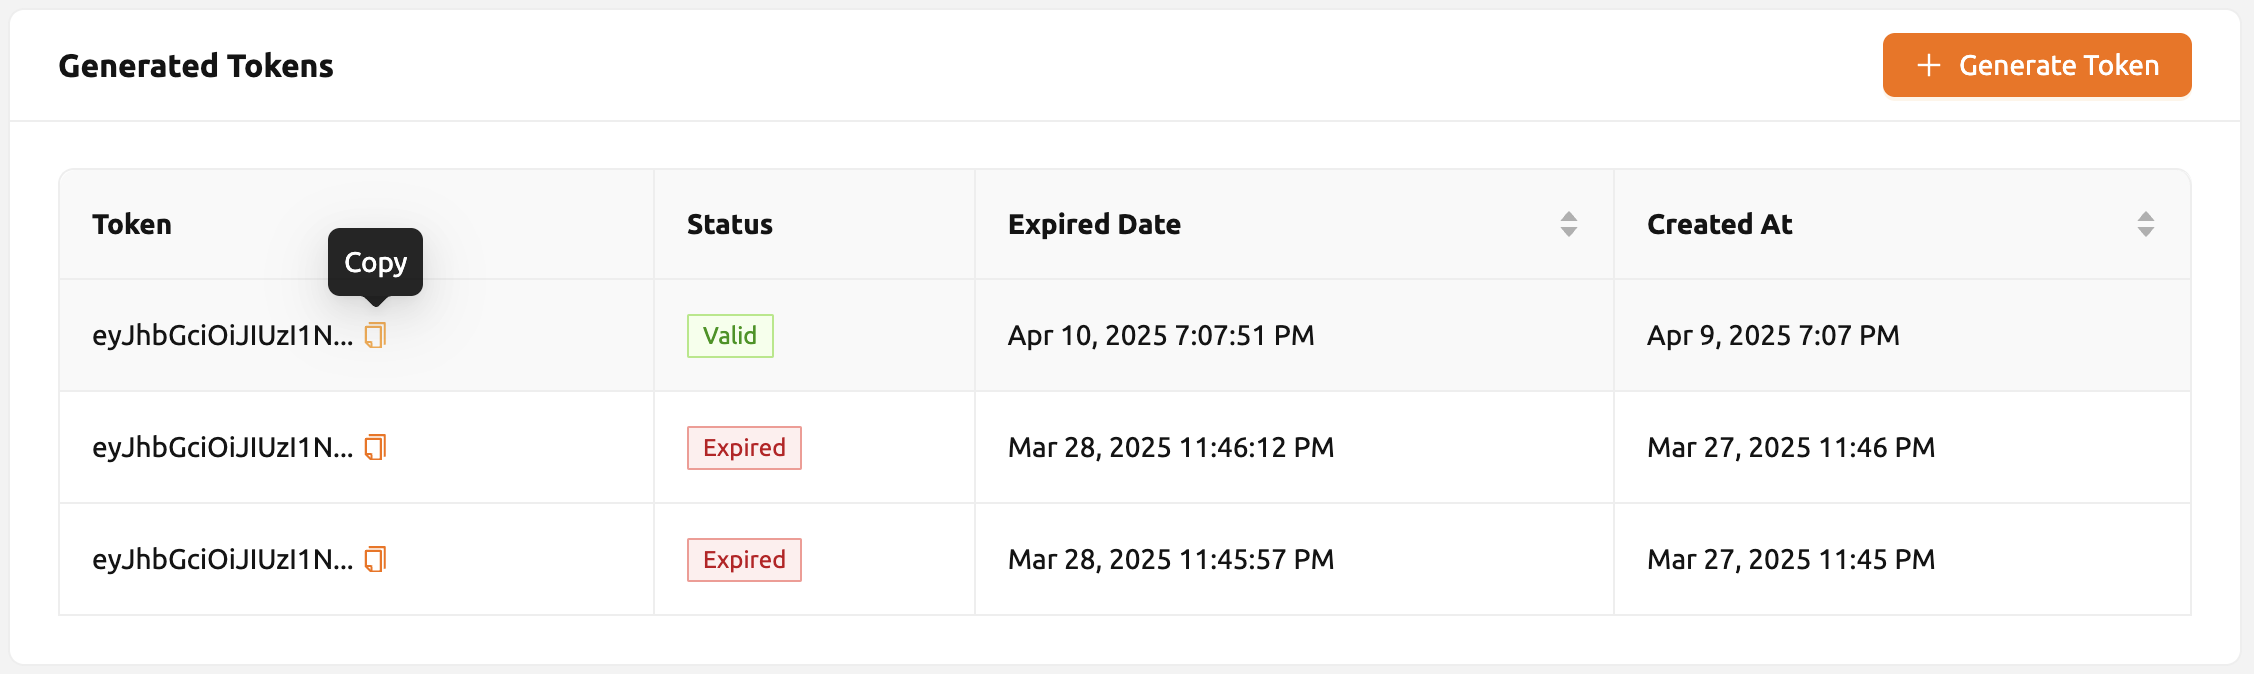 Generated Tokens
Generate Token
Token Status Expired Date Created At
Copy
eyJhbGciOiJIUzI1N... Valid Apr 10, 2025 7:07:51 PM Apr 9, 2025 7:07 PM
eyJhbGciOiJIUzI1N... Expired Mar 28, 2025 11:46:12 PM Mar 27, 2025 11:46 PM
eyJhbGciOiJIUzI1N... Expired Mar 28, 2025 11:45:57 PM Mar 27, 2025 11:45 PM